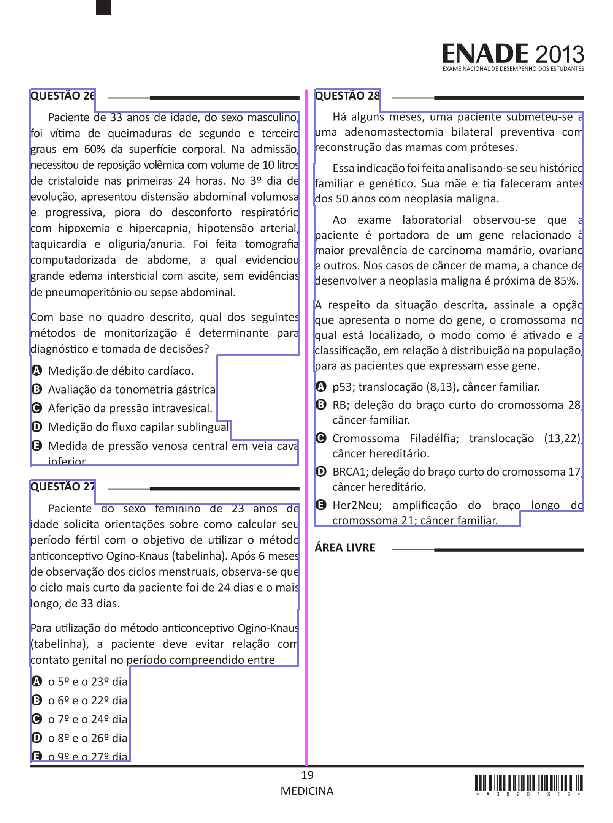 ENADE 2013
EXAME NACIONAL DE DESEMPENHO DOS ESTUDANTES
QUESTÃO 26
Paciente de 33 anos de idade, do sexo masculino,
foi vítima de queimaduras de segundo e terceiro
graus em 60% da superfície corporal. Na admissão,
necessitou de reposição volêmica com volume de 10 litros
de cristaloide nas primeiras 24 horas. No 3º dia de
evolução, apresentou distensão abdominal volumosa
e progressiva, piora do desconforto respiratório
com hipoxemia e hipercapnia, hipotensão arterial,
taquicardia e oliguria/anuria. Foi feita tomografia
computadorizada de abdome, a qual evidenciou
grande edema intersticial com ascite, sem evidências
de pneumoperitônio ou sepse abdominal.
Com base no quadro descrito, qual dos seguintes
métodos de monitorização é determinante para
diagnóstico e tomada de decisões?
A Medição de débito cardíaco.
B Avaliação da tonometria gástrica
C Aferição da pressão intravesical.
D Medição do fluxo capilar sublingual
E Medida de pressão venosa central em veia cava
inferior
QUESTÃO 27
Paciente do sexo feminino de 23 anos de
idade solicita orientações sobre como calcular seu
período fértil com o objetivo de utilizar o método
anticonceptivo Ogino-Knaus (tabelinha). Após 6 meses
de observação dos ciclos menstruais, observa-se que
o ciclo mais curto da paciente foi de 24 dias e o mais
longo, de 33 dias.
Para utilização do método anticonceptivo Ogino-Knaus
(tabelinha), a paciente deve evitar relação com
contato genital no período compreendido entre
A o 5º e o 23º dia
B o 6º e o 22º dia
C o 7º e o 24º dia
D o 8º e o 26º dia
E o 9º e o 27º dia
QUESTÃO 28
Há alguns meses, uma paciente submeteu-se a
uma adenomastectomia bilateral preventiva com
reconstrução das mamas com próteses.
Essa indicação foi feita analisando-se seu histórico
familiar e genético. Sua mãe e tia faleceram antes
dos 50 anos com neoplasia maligna.
Ao exame laboratorial observou-se que a
paciente é portadora de um gene relacionado à
maior prevalência de carcinoma mamário, ovariano
e outros. Nos casos de câncer de mama, a chance de
desenvolver a neoplasia maligna é próxima de 85%.
A respeito da situação descrita, assinale a opção
que apresenta o nome do gene, o cromossoma no
qual está localizado, o modo como é ativado e a
classificação, em relação à distribuição na população,
para as pacientes que expressam esse gene.
A p53; translocação (8,13), câncer familiar.
B RB; deleção do braço curto do cromossoma 28,
câncer familiar.
C Cromossoma Filadélfia; translocação (13,22),
câncer hereditário.
D BRCA1; deleção do braço curto do cromossoma 17,
câncer hereditário.
E Her2Neu; amplificação do braço longo do
cromossoma 21; câncer familiar.
ÁREA LIVRE
19
MEDICINA